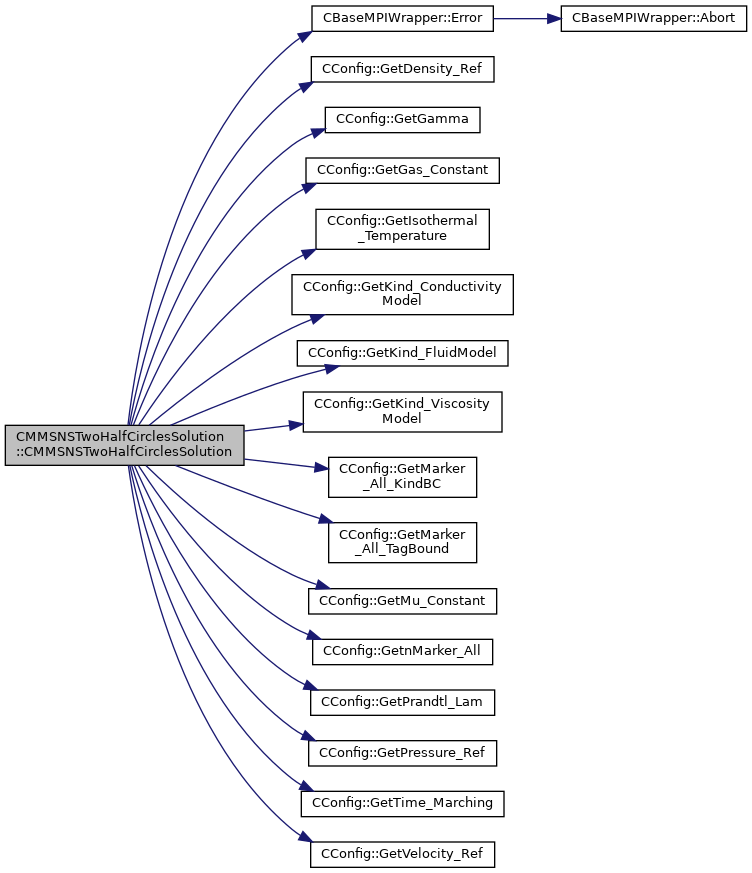 CBaseMPIWrapper::Error
CBaseMPIWrapper::Abort
CConfig::GetDensity_Ref
CConfig::GetGamma
CConfig::GetGas_Constant
CConfig::GetIsothermal
_Temperature
CConfig::GetKind_Conductivity
Model
CConfig::GetKind_FluidModel
CConfig::GetKind_Viscosity
Model
CMMSNSTwoHalfCirclesSolution
::CMMSNSTwoHalfCirclesSolution
CConfig::GetMarker
_All_KindBC
CConfig::GetMarker
_All_TagBound
CConfig::GetMu_Constant
CConfig::GetnMarker_All
CConfig::GetPrandtl_Lam
CConfig::GetPressure_Ref
CConfig::GetTime_Marching
CConfig::GetVelocity_Ref